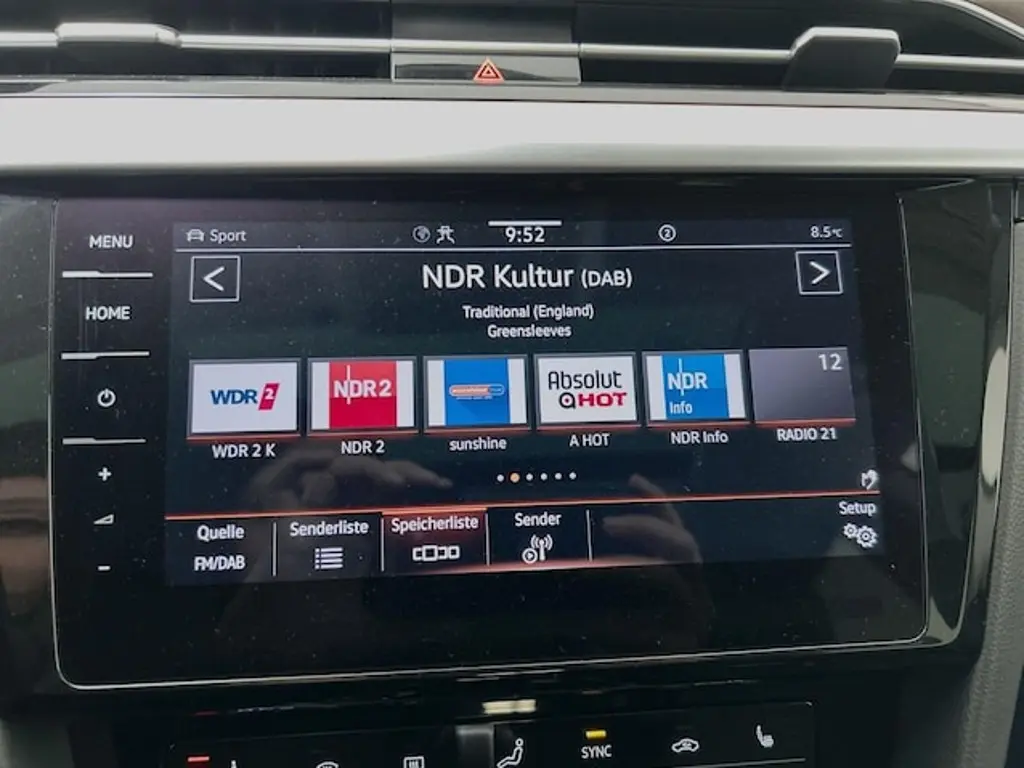 MENU
HOME
+
-
Sport
9:52
2
8.5°C
<
NDR Kultur (DAB)
>
Traditional (England)
Greensleeves
WDR 2
NDR 2
Absolut
HOT
NDR
Info
12
WDR 2 K
NDR 2
sunshine
A HOT
NDR Info
RADIO 21
Quelle
FM/DAB
Senderliste
Speicherliste
Sender
Setup
SYNC